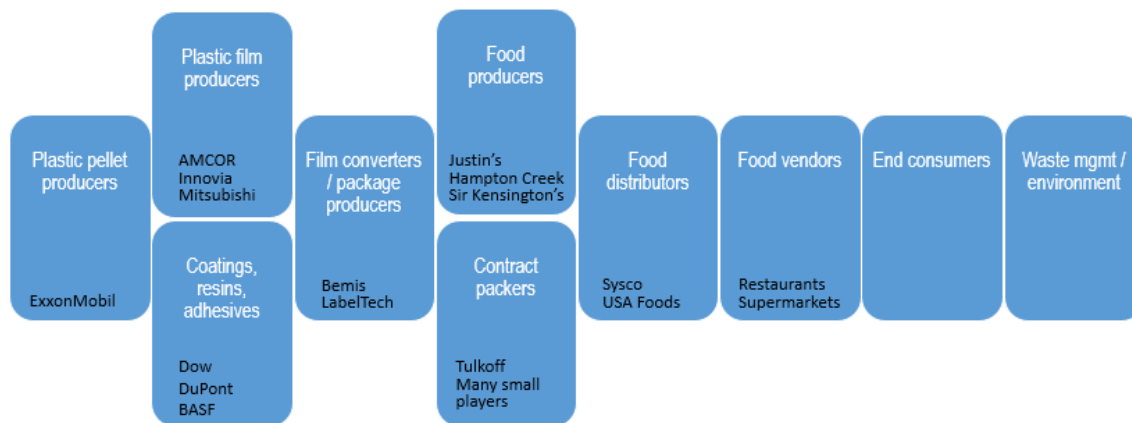 Plastic pellet
producers
ExxonMobil
Plastic film
producers
AMCOR
Innovia
Mitsubishi
Coatings,
resins,
adhesives
Dow
DuPont
BASF
Film converters
/ package
producers
Bemis
LabelTech
Food
producers
Justin’s
Hampton Creek
Sir Kensington’s
Contract
packers
Tulkoff
Many small
players
Food
distributors
Sysco
USA Foods
Food vendors
Restaurants
Supermarkets
End consumers
Waste mgmt /
environment